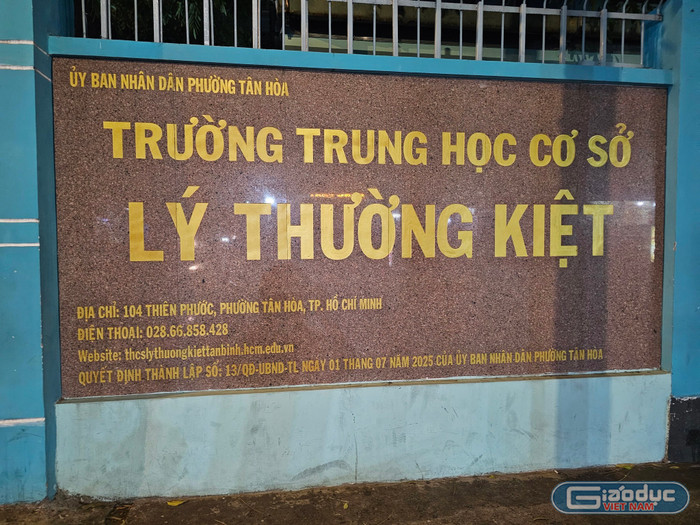 ỦY BAN NHÂN DÂN PHƯỜNG TÂN HÒA
TRƯỜNG TRUNG HỌC CƠ SỞ
LÝ THƯỜNG KIỆT
ĐỊA CHỈ: 104 THIÊN PHƯỚC, PHƯỜNG TÂN HÒA, TP. HỒ CHÍ MINH
ĐIỆN THOẠI: 028.66.858.428
Website: thcslythuongkiettanbinh.hcm.edu.vn
QUYẾT ĐỊNH THÀNH LẬP SỐ: 13/QĐ-UBND-TL NGÀY 01 THÁNG 07 NĂM 2025 CỦA ỦY BAN NHÂN DÂN PHƯỜNG TÂN HÒA
Giáo dục
VIỆT NAM